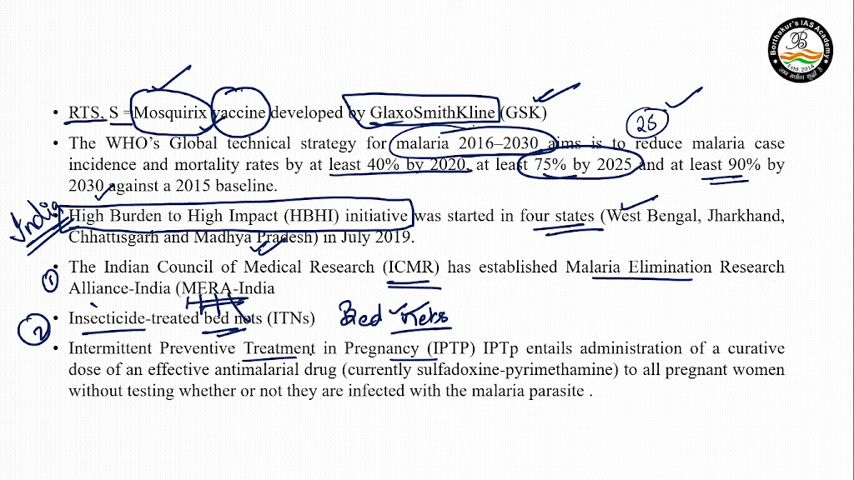 Borthakur's IAS Academy
B
• RTS, S =Mosquirix vaccine developed by GlaxoSmithKline (GSK)
25
• The WHO's Global technical strategy for malaria 2016–2030 aims is to reduce malaria case
incidence and mortality rates by at least 40% by 2020, at least 75% by 2025 and at least 90% by
2030 against a 2015 baseline.
India
• High Burden to High Impact (HBHI) initiative was started in four states (West Bengal, Jharkhand,
Chhattisgarh and Madhya Pradesh) in July 2019.
1
• The Indian Council of Medical Research (ICMR) has established Malaria Elimination Research
Alliance-India (MERA-India
• Insecticide-treated bed nets (ITNs) Bed Nets
2
• Intermittent Preventive Treatment in Pregnancy (IPTP) IPTp entails administration of a curative
dose of an effective antimalarial drug (currently sulfadoxine-pyrimethamine) to all pregnant women
without testing whether or not they are infected with the malaria parasite .